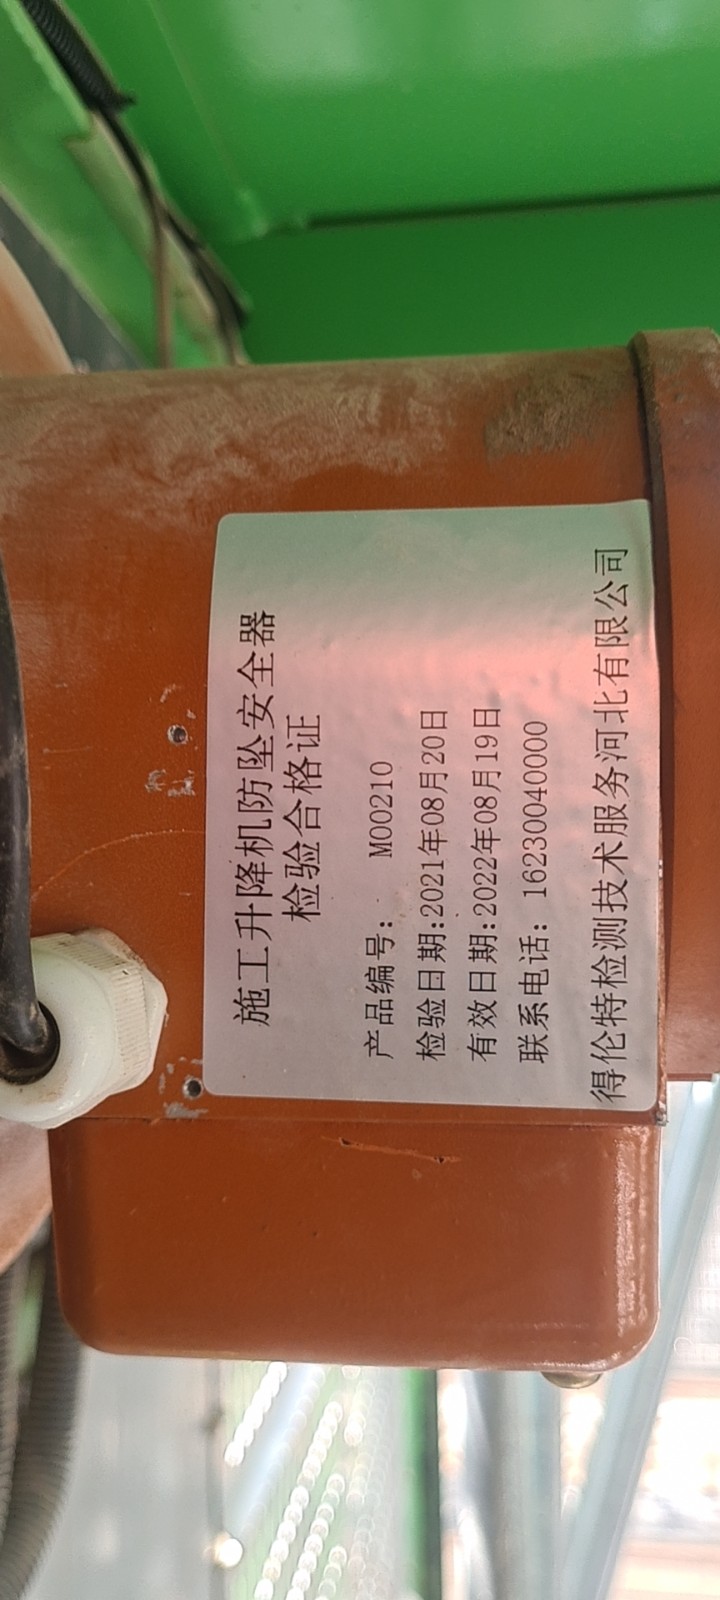 施工升降机防坠安全器
检验合格证
产品编号： M00210
检验日期:2021年08月20日
有效日期:2022年08月19日
联系电话：16230040000
得伦特检测技术服务河北有限公司